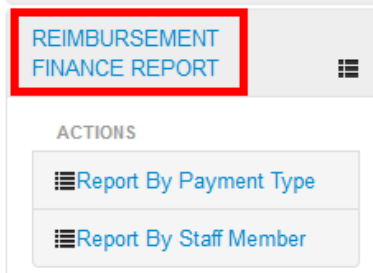 REIMBURSEMENT
FINANCE REPORT
ACTIONS
Report By Payment Type
Report By Staff Member